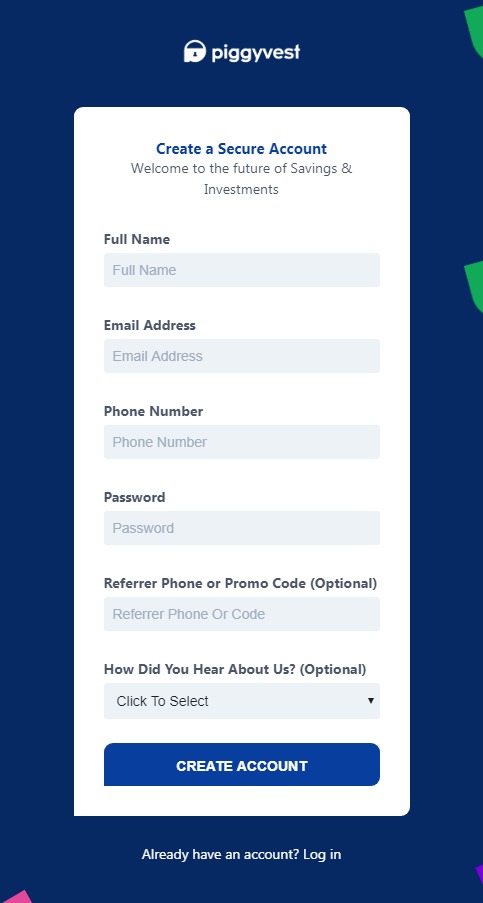 piggyvest
Create a Secure Account
Welcome to the future of Savings &
Investments
Full Name
Full Name
Email Address
Email Address
Phone Number
Phone Number
Password
Password
Referrer Phone or Promo Code (Optional)
Referrer Phone Or Code
How Did You Hear About Us? (Optional)
Click To Select
CREATE ACCOUNT
Already have an account? Log in